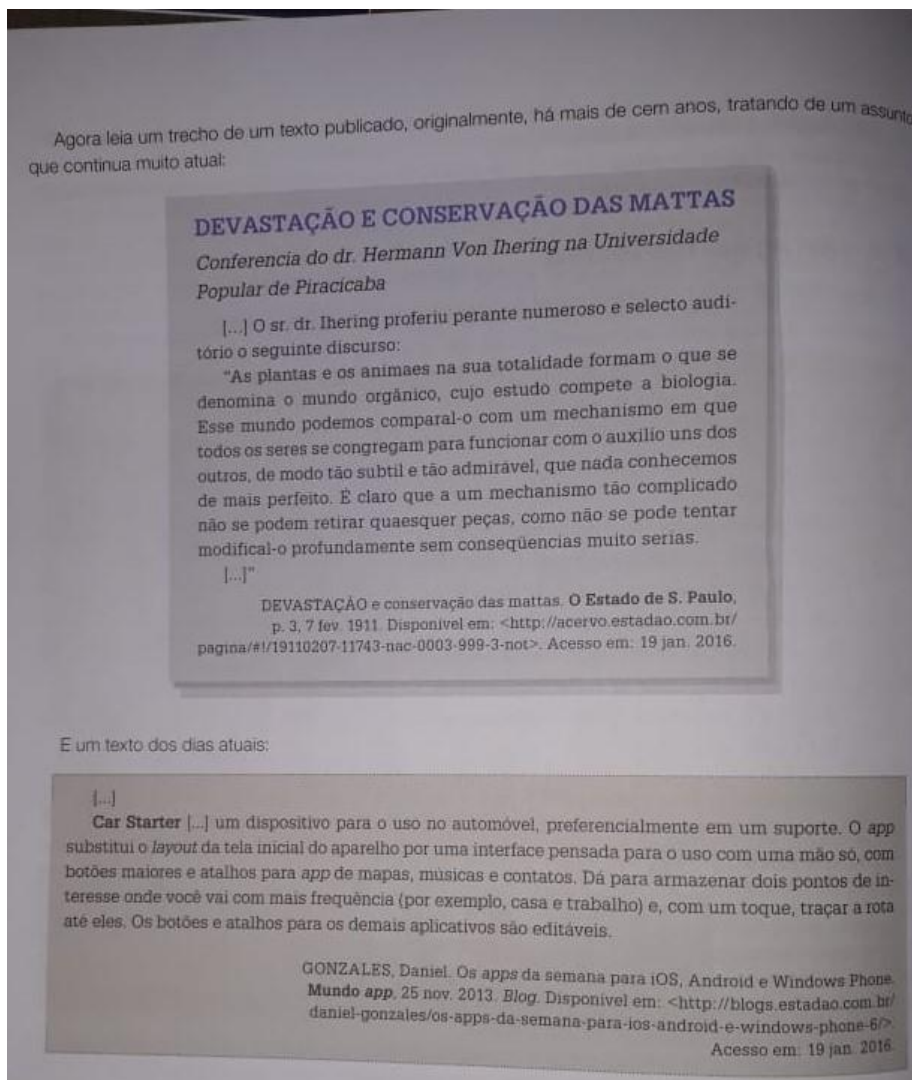 Agora leia um trecho de um texto publicado, originalmente, há mais de cem anos, tratando de um assunto
que continua muito atual:
DEVASTAÇÃO E CONSERVAÇÃO DAS MATTAS
Conferencia do dr. Hermann Von Ihering na Universidade
Popular de Piracicaba
[...] O sr. dr. Ihering proferiu perante numeroso e selecto audi-
tório o seguinte discurso:
"As plantas e os animaes na sua totalidade formam o que se
denomina o mundo orgânico, cujo estudo compete a biologia.
Esse mundo podemos comparal-o com um mechanismo em que
todos os seres se congregam para funcionar com o auxilio uns dos
outros, de modo tão subtil e tão admirável, que nada conhecemos
de mais perfeito. É claro que a um mechanismo tão complicado
não se podem retirar quaesquer peças, como não se pode tentar
modifical-o profundamente sem conseqüencias muito serias.
[...]"
DEVASTAÇÃO e conservação das mattas. O Estado de S. Paulo,
p. 3, 7 fev. 1911. Disponível em: <http://acervo.estadao.com.br/
pagina/#!/19110207-11743-nac-0003-999-3-not>. Acesso em: 19 jan. 2016.
E um texto dos dias atuais:
[...]
Car Starter [...] um dispositivo para o uso no automóvel, preferencialmente em um suporte. O app
substitui o layout da tela inicial do aparelho por uma interface pensada para o uso com uma mão só, com
botões maiores e atalhos para app de mapas, músicas e contatos. Dá para armazenar dois pontos de in-
teresse onde você vai com mais frequência (por exemplo, casa e trabalho) e, com um toque, traçar a rota
até eles. Os botões e atalhos para os demais aplicativos são editáveis.
GONZALES, Daniel. Os apps da semana para iOS, Android e Windows Phone.
Mundo app, 25 nov. 2013. Blog. Disponível em: <http://blogs.estadao.com.br/
daniel-gonzales/os-apps-da-semana-para-ios-android-e-windows-phone-6/>.
Acesso em: 19 jan. 2016.